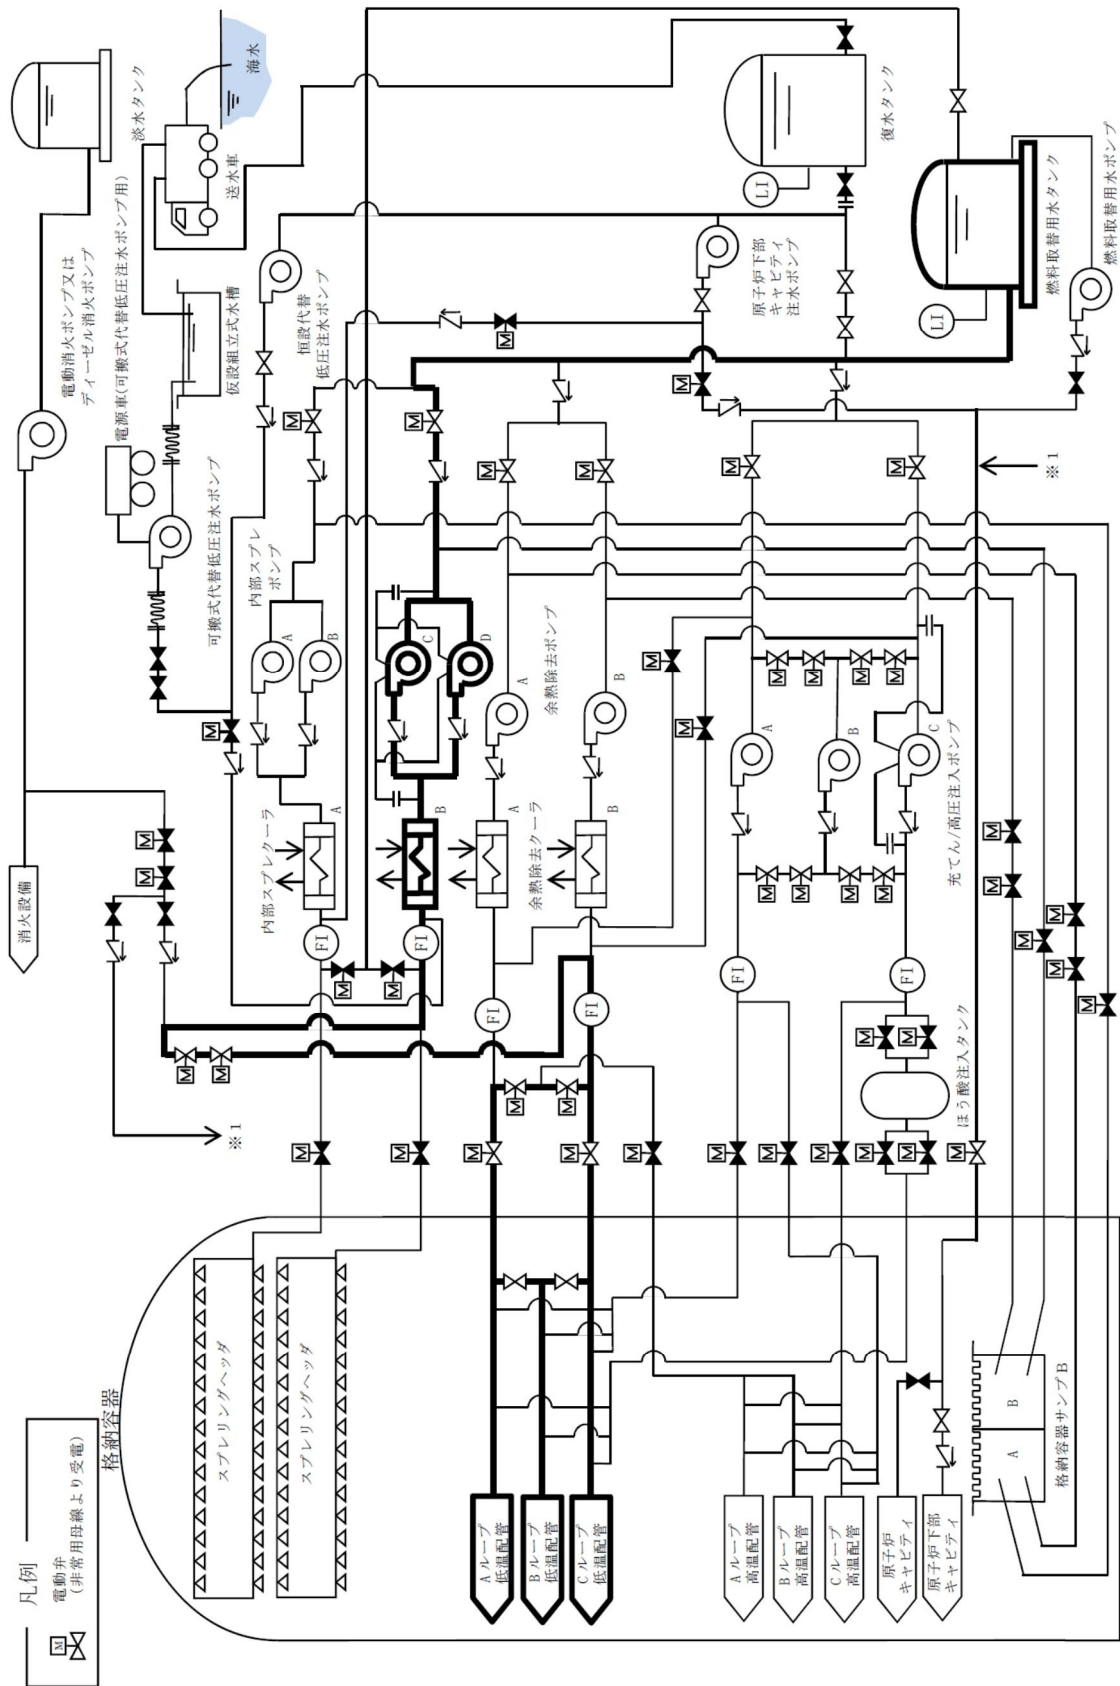 凡例
M
電動弁
(非常用母線より受電)
格納容器
消火設備
電動消火ポンプ又は
ディーゼル消火ポンプ
淡水タンク
電源車(可搬式代替低圧注水ポンプ用)
海水
送水車
仮設組立式水槽
可搬式代替低圧注水ポンプ
※1
スプレリングヘッダ
スプレリングヘッダ
内部スプレポンプ
A
B
C
D
内部スプレクーラ
A
B
FI
FI
恒設代替
低圧注水ポンプ
余熱除去ポンプ
A
B
余熱除去クーラ
A
B
FI
FI
Aループ
低温配管
Bループ
低温配管
Cループ
低温配管
原子炉下部
キャビティ
注水ポンプ
LI
復水タンク
Aループ
高温配管
Bループ
高温配管
Cループ
高温配管
FI
FI
A
B
C
充てん/高圧注入ポンプ
ほう酸注入タンク
原子炉
キャビティ
原子炉下部
キャビティ
※1
LI
燃料取替用水タンク
燃料取替用水ポンプ
A
B
格納容器サンプB